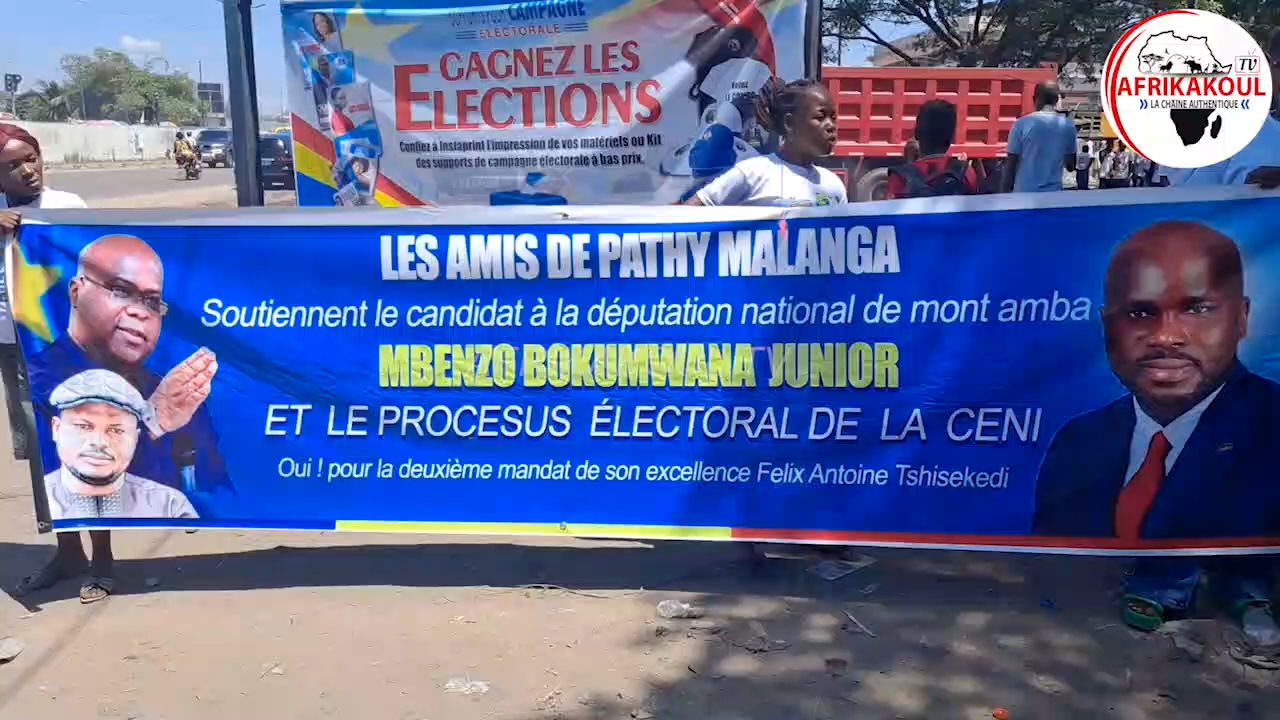 CAMPAGNE
ÉLECTORALE
GAGNEZ LES
ELECTIONS
Confiez à Instaprint l'impression de vos matériels ou Kit
des supports de campagne électorale à bas prix.
TV
AFRIKAKOUL
LA CHAINE AUTHENTIQUE
LES AMIS DE PATHY MALANGA
Soutiennent le candidat à la députation national de mont amba
MBENZO BOKUMWANA JUNIOR
ET LE PROCESUS ÉLECTORAL DE LA CENI
Oui ! pour la deuxième mandat de son excellence Felix Antoine Tshisekedi